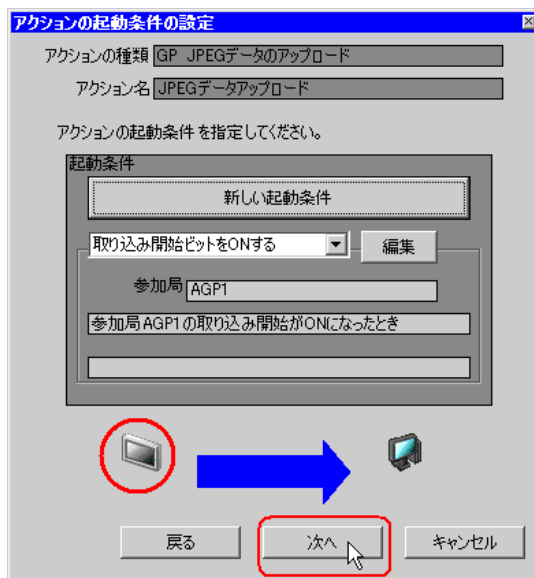 アクションの起動条件の設定
アクションの種類 GP JPEGデータのアップロード
アクション名 JPEGデータアップロード
アクションの起動条件を指定してください。
起動条件
新しい起動条件
取り込み開始ビットをONする 編集
参加局 AGP1
参加局AGP1の取り込み開始がONになったとき
戻る 次へ キャンセル